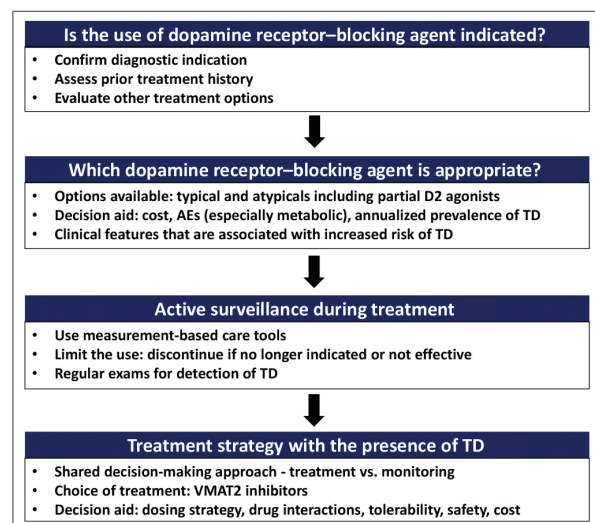 Is the use of dopamine receptor–blocking agent indicated?
• Confirm diagnostic indication
• Assess prior treatment history
• Evaluate other treatment options
Which dopamine receptor–blocking agent is appropriate?
• Options available: typical and atypicals including partial D2 agonists
• Decision aid: cost, AEs (especially metabolic), annualized prevalence of TD
• Clinical features that are associated with increased risk of TD
Active surveillance during treatment
• Use measurement-based care tools
• Limit the use: discontinue if no longer indicated or not effective
• Regular exams for detection of TD
Treatment strategy with the presence of TD
• Shared decision-making approach - treatment vs. monitoring
• Choice of treatment: VMAT2 inhibitors
• Decision aid: dosing strategy, drug interactions, tolerability, safety, cost